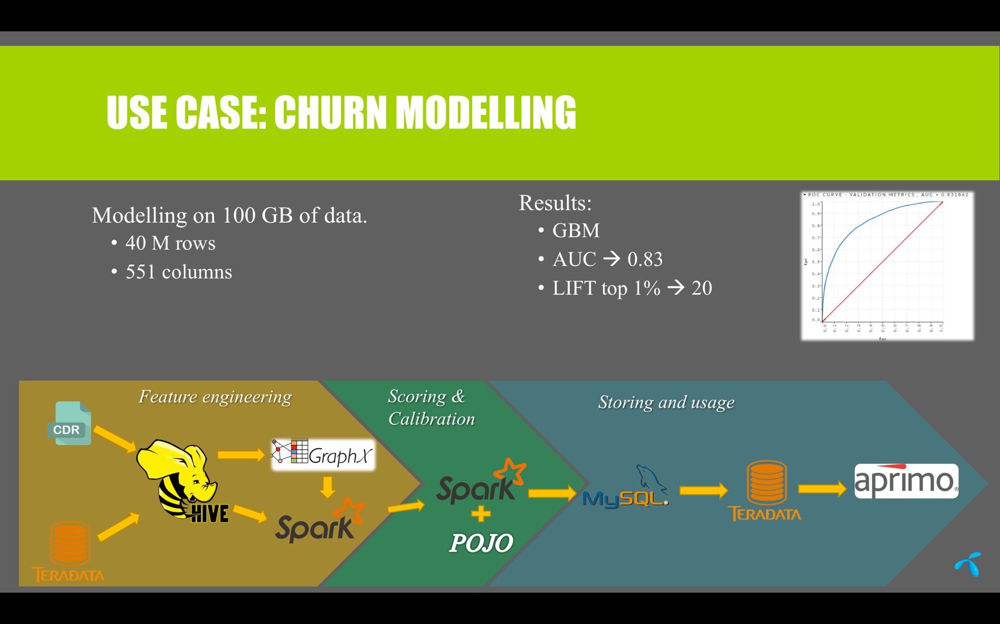 USE CASE: CHURN MODELLING
Modelling on 100 GB of data.
• 40 M rows
• 551 columns
Results:
• GBM
• AUC → 0.83
• LIFT top 1% → 20
▾ ROC CURVE - VALIDATION METRICS , AUC = 0.831862
1.0
0.9
0.8
0.7
0.6
0.5
0.4
0.3
0.2
0.1
0.0
tpr
0.0 0.1 0.2 0.3 0.4 0.5 0.6 0.7 0.8 0.9 1.0
fpr
Feature engineering
CDR
HIVE
TERADATA
GraphX
Spark
Scoring &
Calibration
Spark
+
POJO
Storing and usage
MySQL.
TERADATA
aprimo®